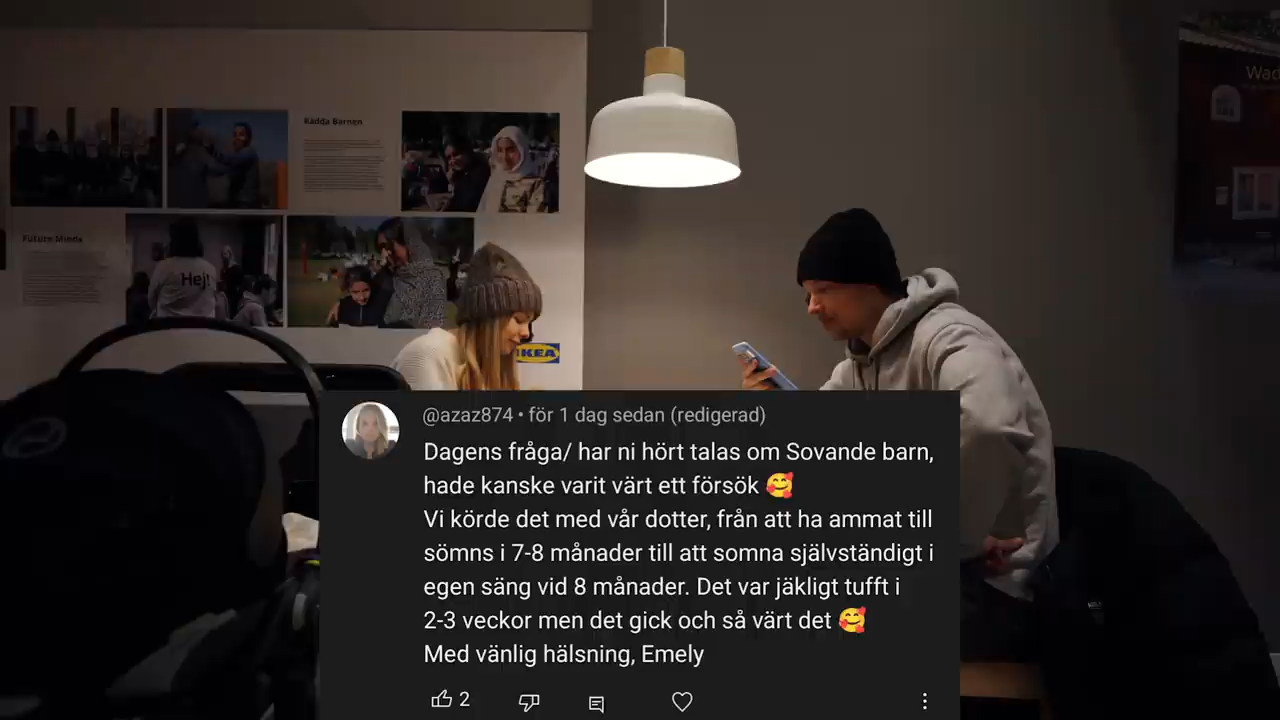 Wad
Rädda Barnen
Future Minds
Hej!
IKEA
@azaz874 • för 1 dag sedan (redigerad)
Dagens fråga/ har ni hört talas om Sovande barn,
hade kanske varit värt ett försök 🥰
Vi körde det med vår dotter, från att ha ammat till
sömns i 7-8 månader till att somna självständigt i
egen säng vid 8 månader. Det var jäkligt tufft i
2-3 veckor men det gick och så värt det 🥰
Med vänlig hälsning, Emely
2